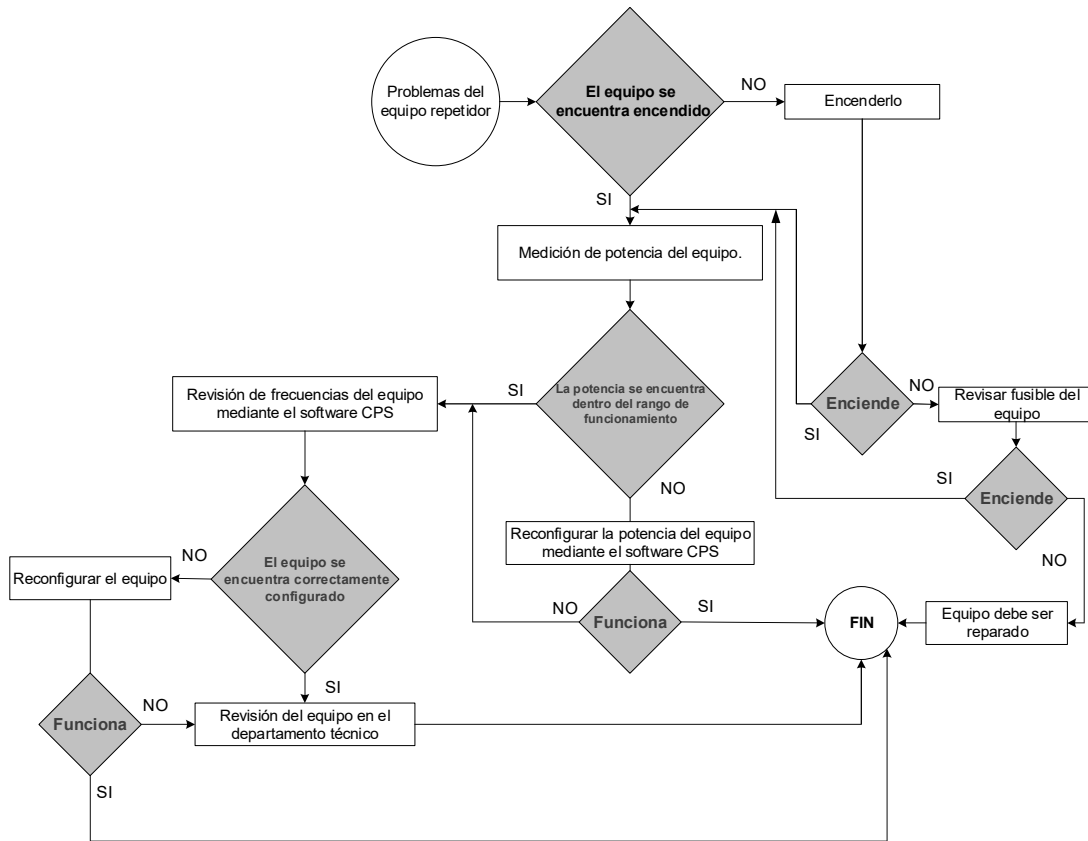 Problemas del
equipo repetidor
El equipo se
encuentra encendido
NO
Encenderlo
SI
Medición de potencia del equipo.
La potencia se encuentra
dentro del rango de
funcionamiento
SI
NO
Revisión de frecuencias del equipo
mediante el software CPS
Enciende
NO
SI
Revisar fusible del
equipo
Enciende
SI
NO
Reconfigurar la potencia del equipo
mediante el software CPS
El equipo se
encuentra correctamente
configurado
NO
SI
Reconfigurar el equipo
Funciona
NO
SI
FIN
Equipo debe ser
reparado
Funciona
NO
SI
Revisión del equipo en el
departamento técnico